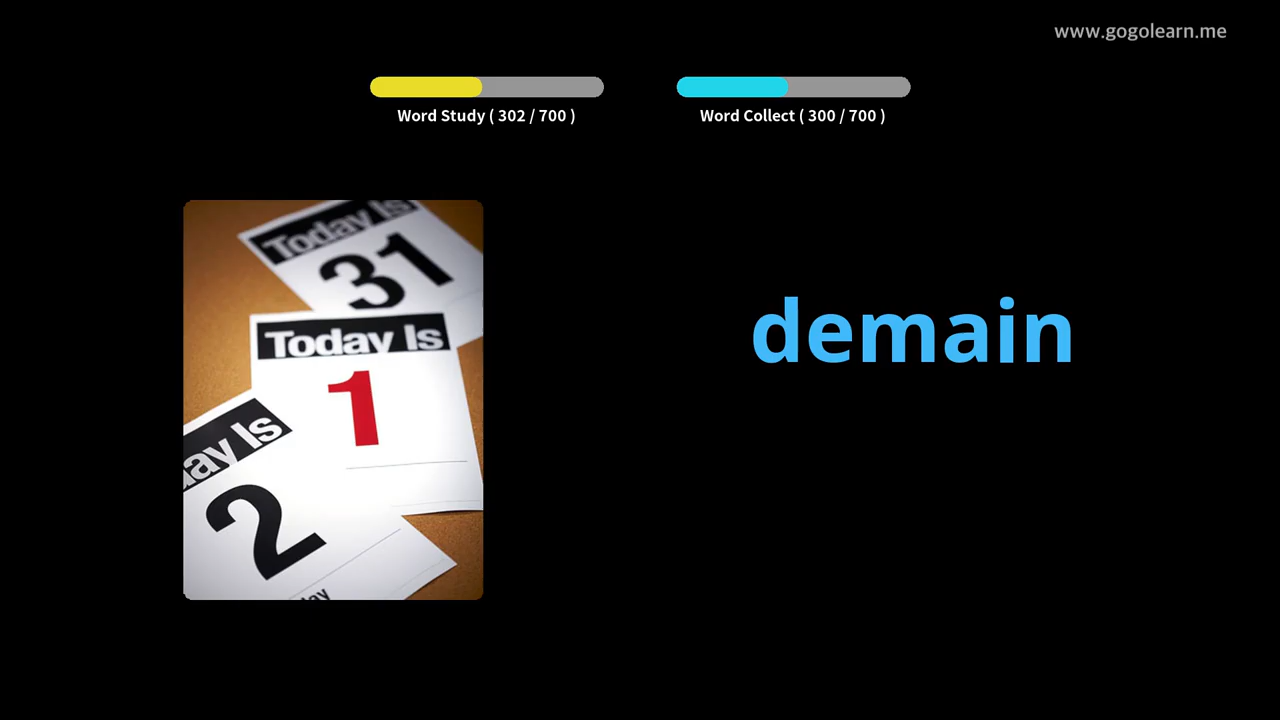 www.gogolearn.me
Word Study ( 302 / 700 )
Word Collect ( 300 / 700 )
Today Is
31
Today Is
1
ay Is
2
demain